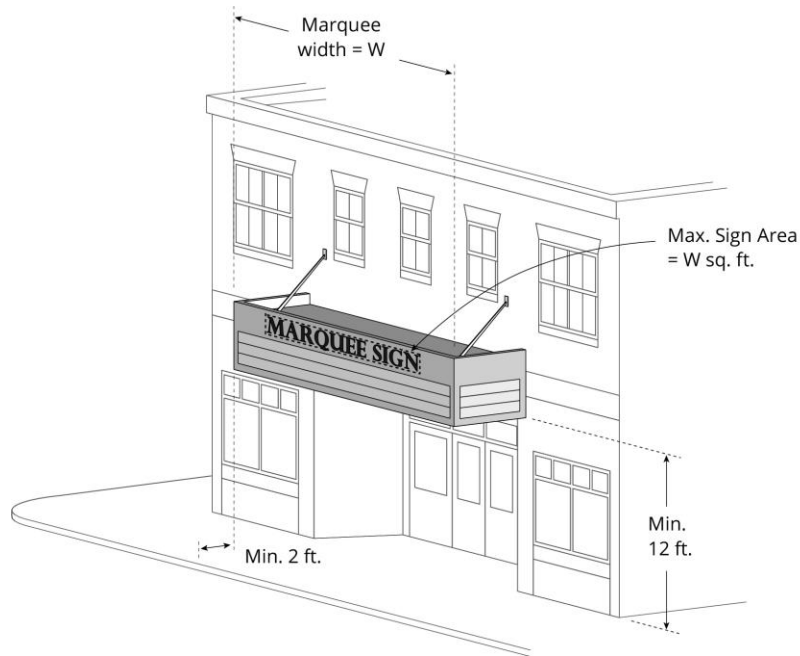 Marquee
width = W
Max. Sign Area
= W sq. ft.
MARQUEE SIGN
Min.
12 ft.
Min. 2 ft.